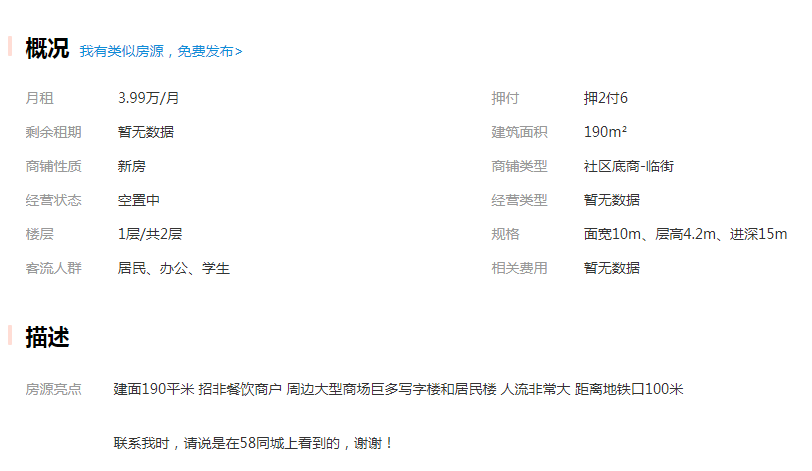 概况 我有类似房源，免费发布>
月租 3.99万/月 押付 押2付6
剩余租期 暂无数据 建筑面积 190m²
商铺性质 新房 商铺类型 社区底商-临街
经营状态 空置中 经营类型 暂无数据
楼层 1层/共2层 规格 面宽10m、层高4.2m、进深15m
客流人群 居民、办公、学生 相关费用 暂无数据
描述
房源亮点 建面190平米 招非餐饮商户 周边大型商场巨多写字楼和居民楼 人流非常大 距离地铁口100米
联系我时，请说是在58同城上看到的，谢谢！